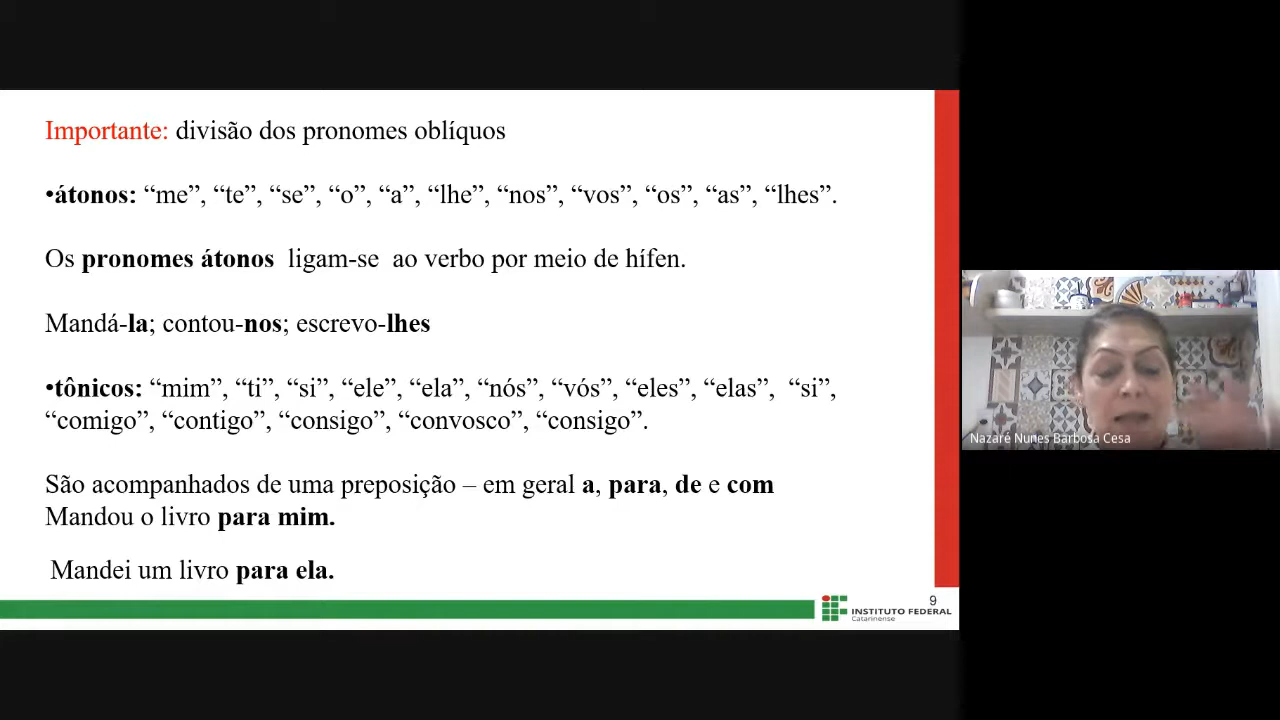 Importante: divisão dos pronomes oblíquos
•átonos: “me”, “te”, “se”, “o”, “a”, “lhe”, “nos”, “vos”, “os”, “as”, “lhes”.
Os pronomes átonos ligam-se ao verbo por meio de hífen.
Mandá-la; contou-nos; escrevo-lhes
•tônicos: “mim”, “ti”, “si”, “ele”, “ela”, “nós”, “vós”, “eles”, “elas”, “si”,
“comigo”, “contigo”, “consigo”, “convosco”, “consigo”.
São acompanhados de uma preposição – em geral a, para, de e com
Mandou o livro para mim.
Mandei um livro para ela.
9
INSTITUTO FEDERAL
Catarinense
Nazaré Nunes Barbosa Cesa